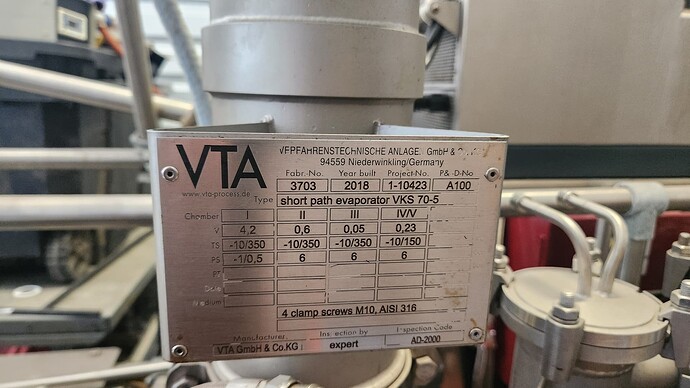 VTA
VERFAHRENSTECHNISCHE ANLAGEN GmbH &
94559 Niederwinkling/Germany
www.vta-process.de
Fabr.-No. Year built Project-No. P&I-D-No
3703 2018 1-10423 A100
Type short path evaporator VKS 70-5
Chamber I II III IV/V
V 4,2 0,6 0,05 0,23
TS -10/350 -10/350 -10/350 -10/150
PS -1/0,5 6 6 6
PT
Date
Medium
4 clamp screws M10, AISI 316
Manufacturer Inspection by Inspection Code
VTA GmbH & Co.KG expert AD-2000